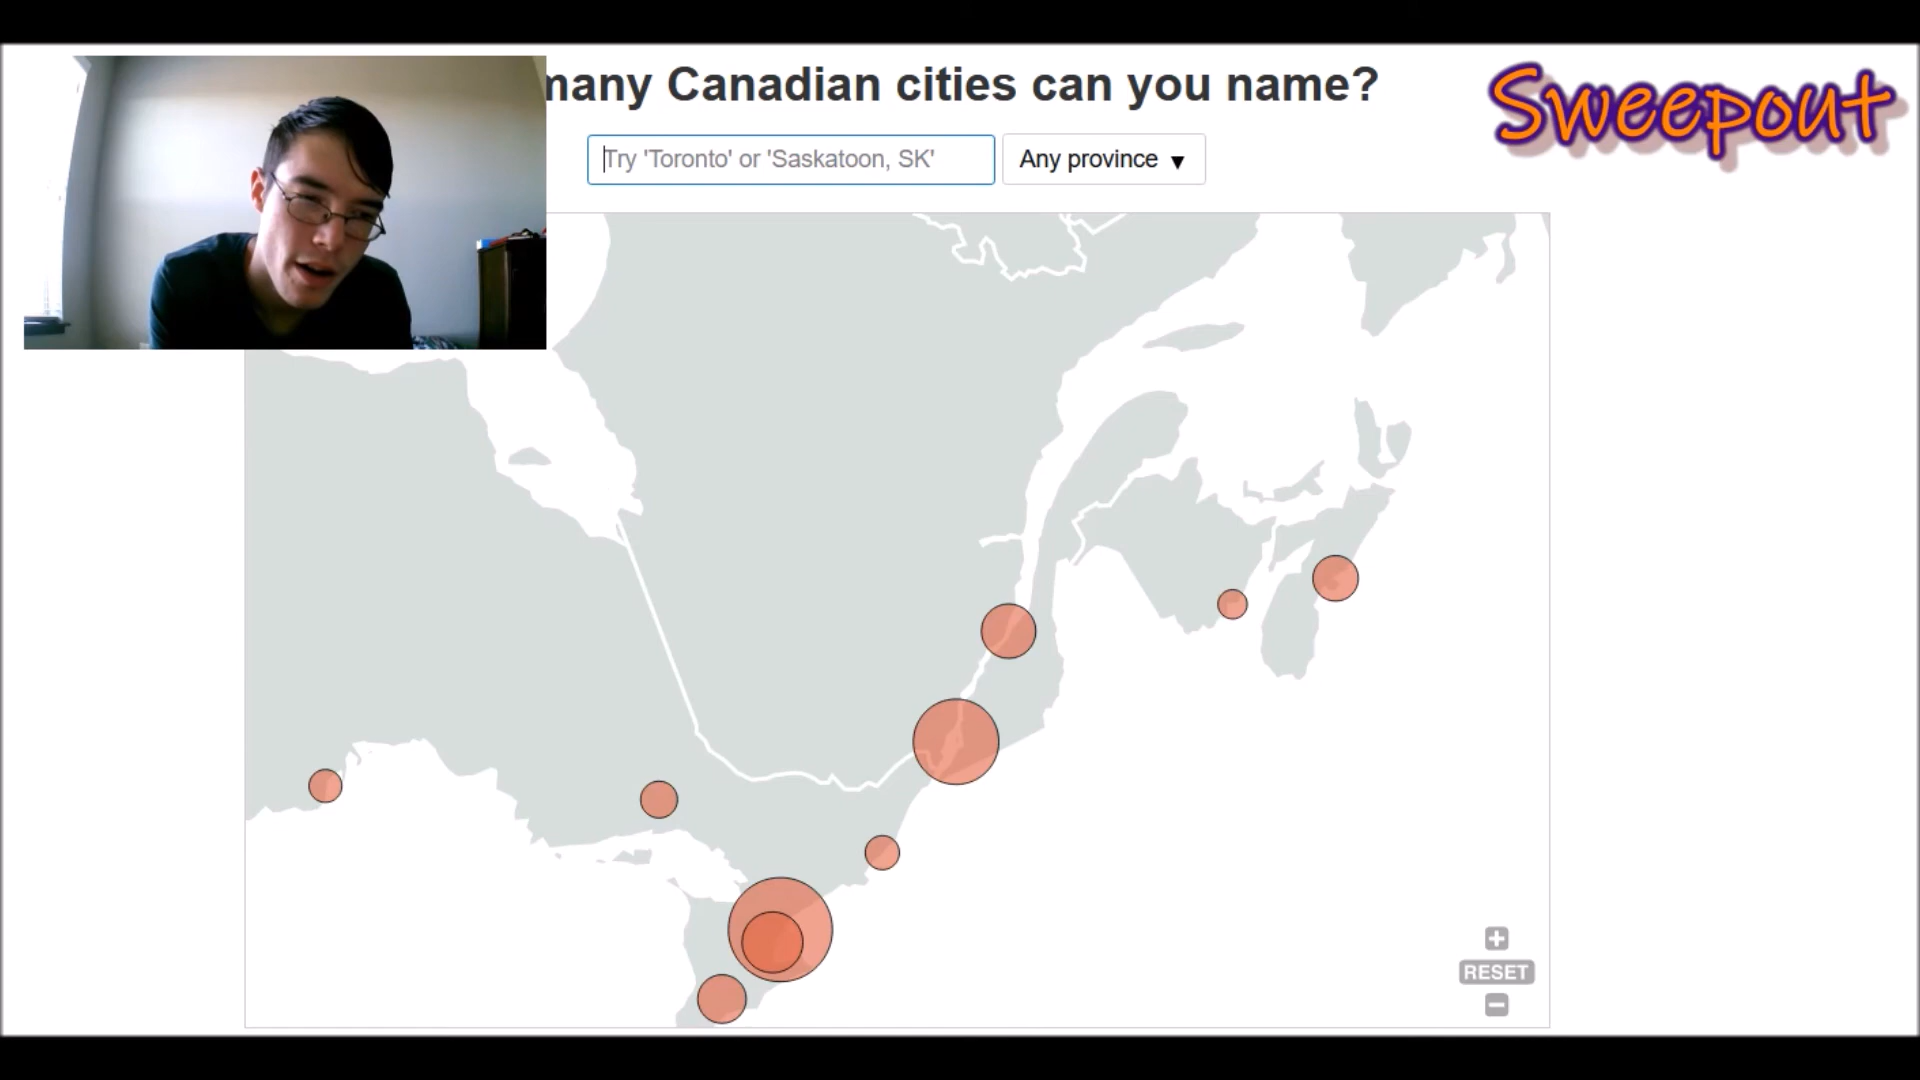 many Canadian cities can you name?
Sweepout
Try 'Toronto' or 'Saskatoon, SK'
Any province ▼
+
RESET
−